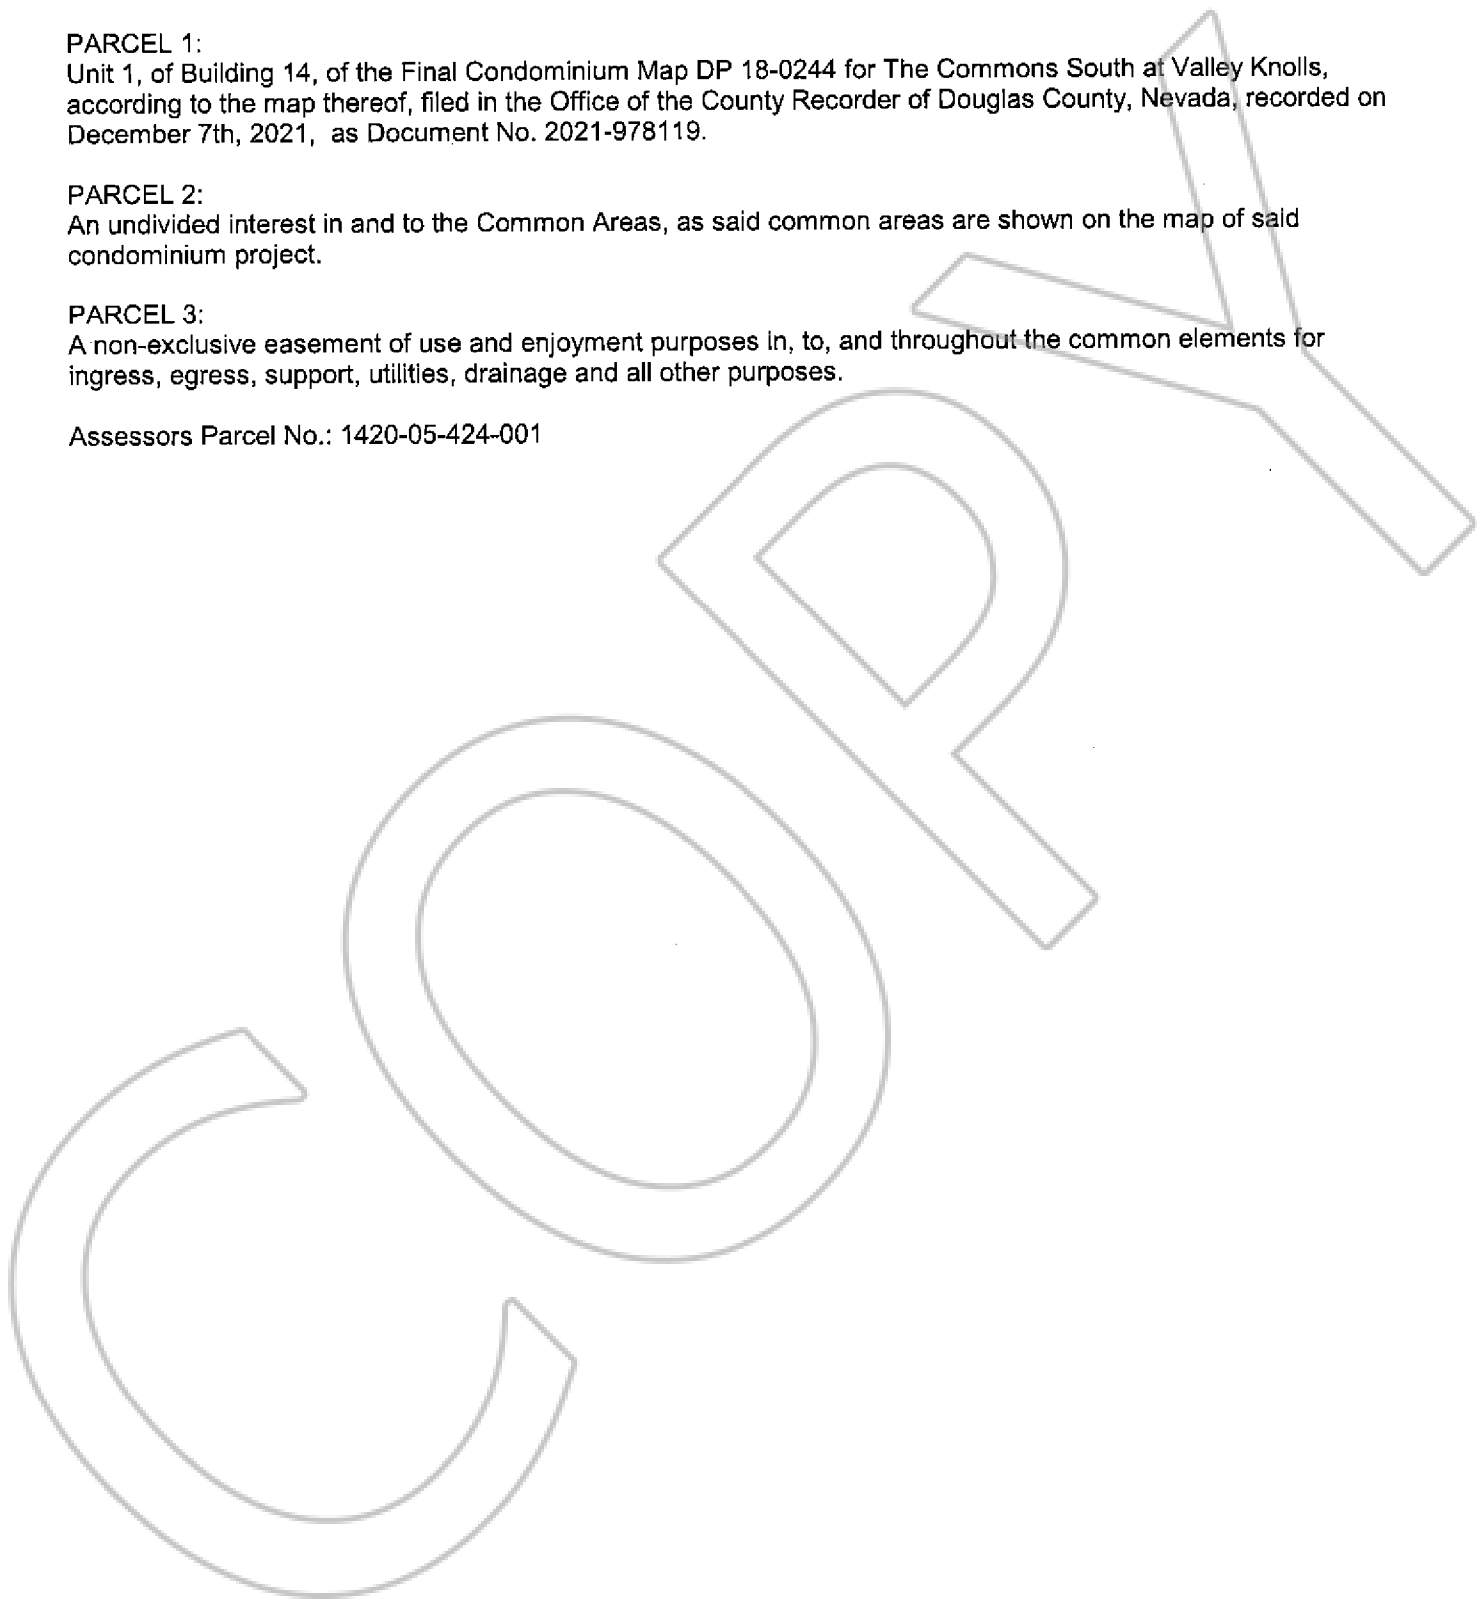 PARCEL 1:
Unit 1, of Building 14, of the Final Condominium Map DP 18-0244 for The Commons South at Valley Knolls,
according to the map thereof, filed in the Office of the County Recorder of Douglas County, Nevada, recorded on
December 7th, 2021, as Document No. 2021-978119.
PARCEL 2:
An undivided interest in and to the Common Areas, as said common areas are shown on the map of said
condominium project.
PARCEL 3:
A non-exclusive easement of use and enjoyment purposes in, to, and throughout the common elements for
ingress, egress, support, utilities, drainage and all other purposes.
Assessors Parcel No.: 1420-05-424-001
COPY